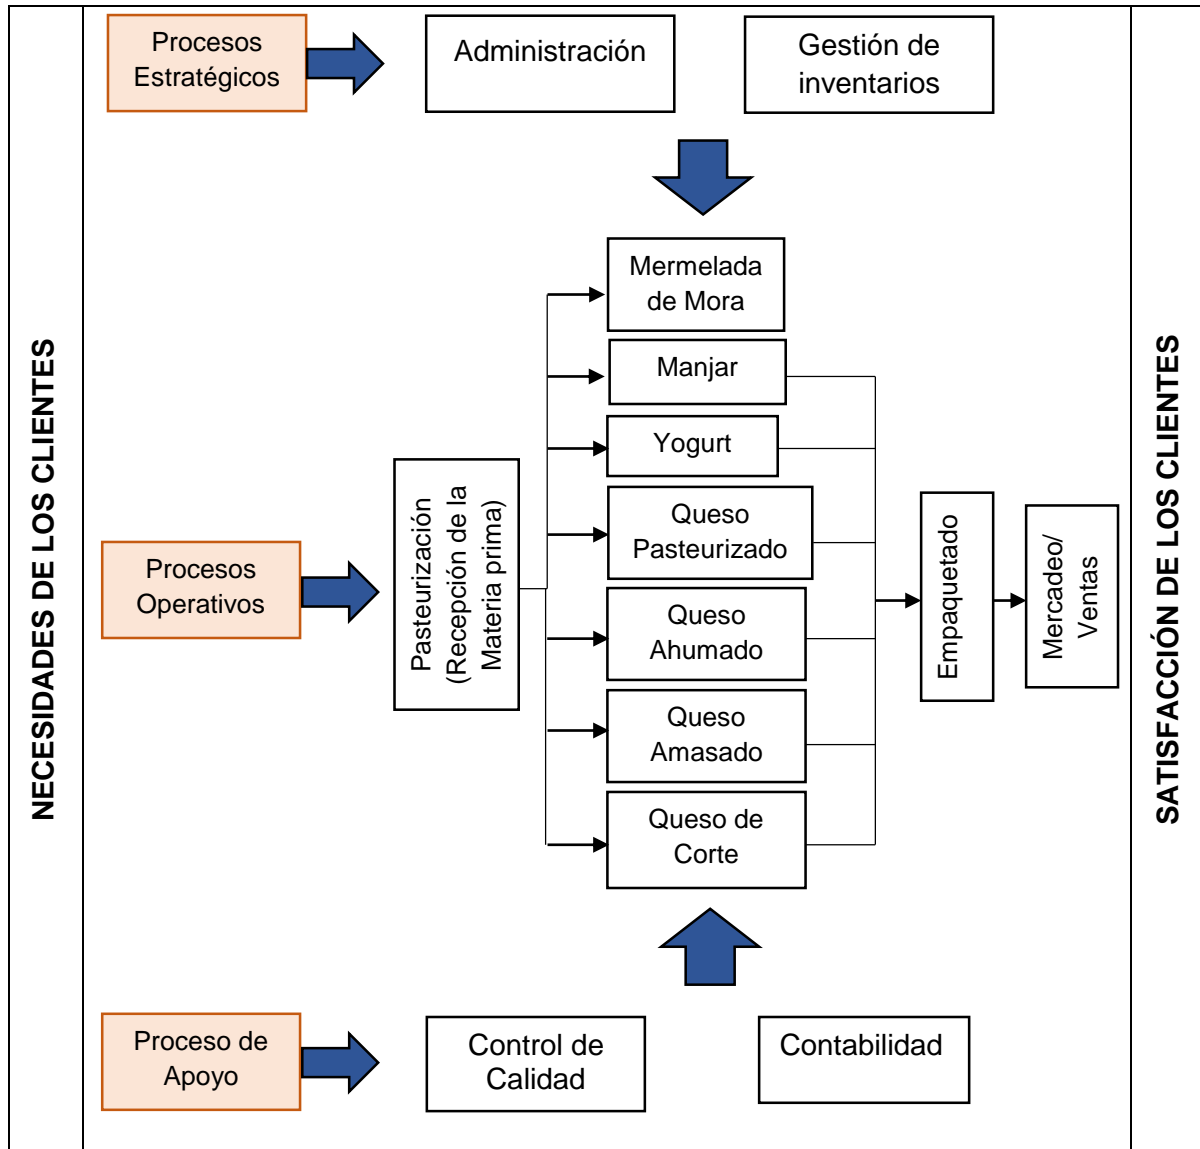 NECESIDADES DE LOS CLIENTES
Procesos
Estratégicos
Administración
Gestión de
inventarios
Procesos
Operativos
Pasteurización
(Recepción de la
Materia prima)
Mermelada
de Mora
Manjar
Yogurt
Queso
Pasteurizado
Queso
Ahumado
Queso
Amasado
Queso de
Corte
Empaquetado
Mercadeo/
Ventas
Proceso de
Apoyo
Control de
Calidad
Contabilidad
SATISFACCIÓN DE LOS CLIENTES